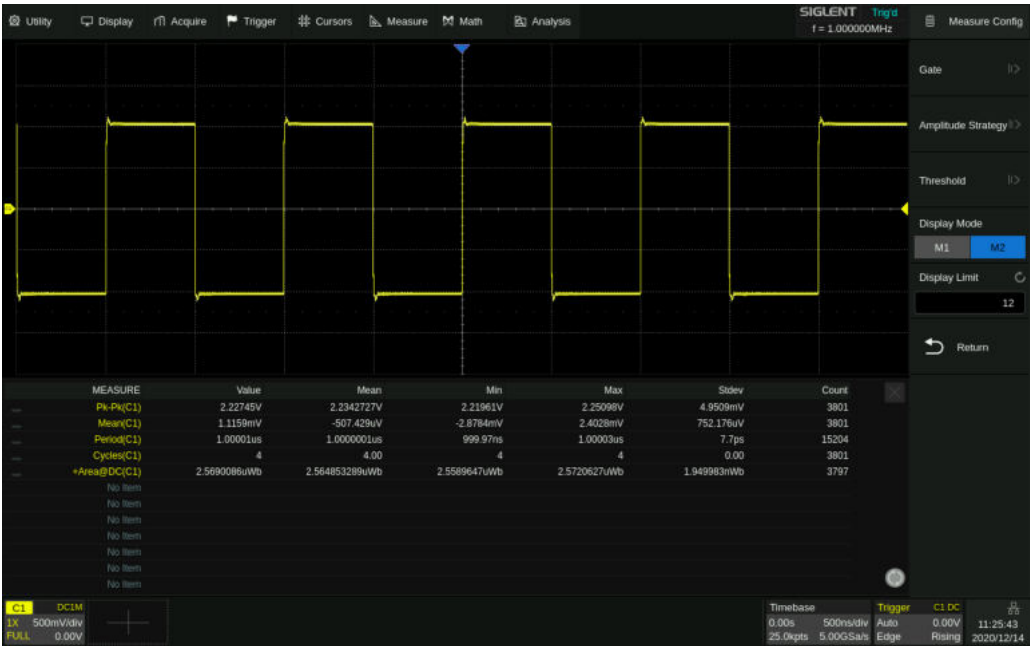 Utility Display Acquire Trigger Cursors Measure Math Analysis
SIGLENT Trig'd
f = 1.000000MHz
Measure Config
Gate
Amplitude Strategy
Threshold
Display Mode
M1 M2
Display Limit
12
Return
MEASURE Value Mean Min Max Stdev Count
Pk-Pk(C1) 2.22745V 2.2342727V 2.21961V 2.25098V 4.9509mV 3801
Mean(C1) 1.1159mV -507.429uV -2.8784mV 2.4028mV 752.176uV 3801
Period(C1) 1.00001us 1.0000001us 999.97ns 1.00003us 7.7ps 15204
Cycles(C1) 4 4.00 4 4 0.00 3801
+Area@DC(C1) 2.5690086uWb 2.564853289uWb 2.5589647uWb 2.5720627uWb 1.949983nWb 3797
No Item
No Item
No Item
No Item
No Item
No Item
No Item
C1 DC1M
1X 500mV/div
FULL 0.00V
Timebase
0.00s 500ns/div
25.0kpts 5.00GSa/s
Trigger C1 DC
Auto 0.00V
Edge Rising
11:25:43
2020/12/14